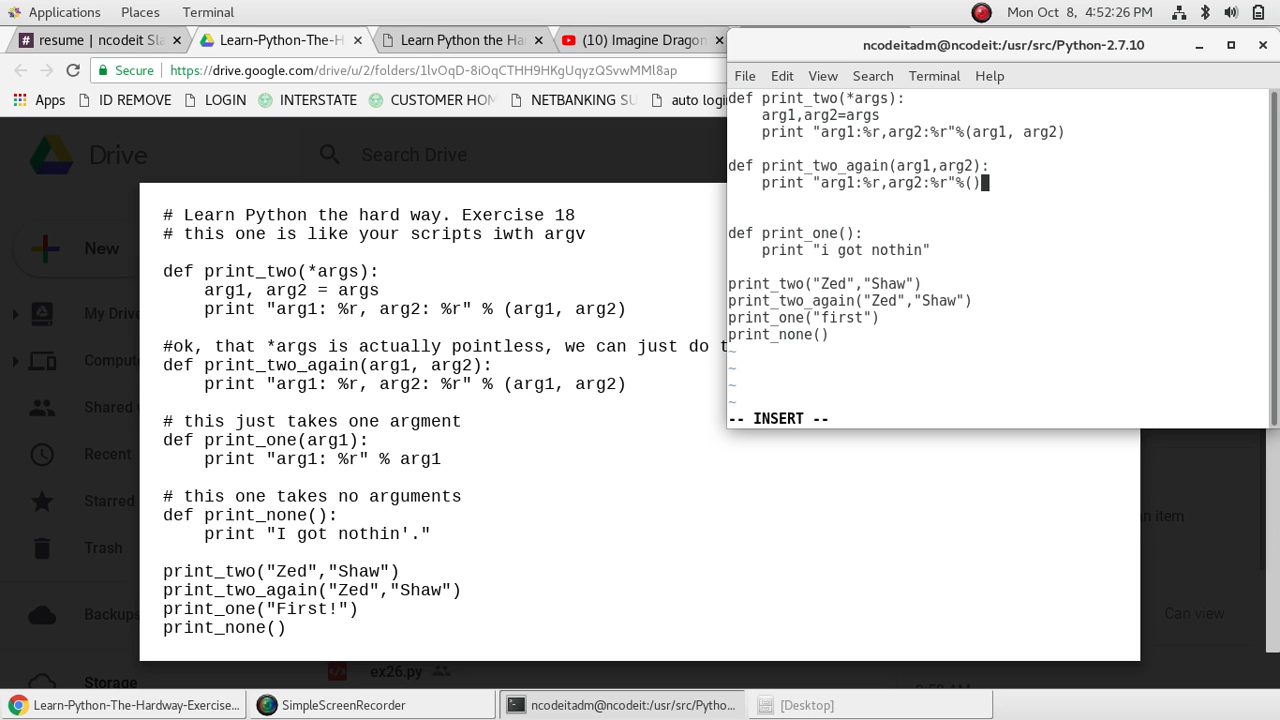 Applications Places Terminal Mon Oct 8, 4:52:26 PM
resume | ncodeit Sla
Learn-Python-The-H
Learn Python the Ha
(10) Imagine Dragon
Secure https://drive.google.com/drive/u/2/folders/1lvOqD-8iOqCTHH9HKgUqyzQSvwMMl8ap
Apps ID REMOVE LOGIN INTERSTATE CUSTOMER HOM NETBANKING SU auto login
Drive
Search Drive
New
My Drive
Compute
Shared w
Recent
Starred
Trash
Backups
Storage
an item
Can view
ex26.py
# Learn Python the hard way. Exercise 18
# this one is like your scripts iwth argv
def print_two(*args):
    arg1, arg2 = args
    print "arg1: %r, arg2: %r" % (arg1, arg2)
#ok, that *args is actually pointless, we can just do t
def print_two_again(arg1, arg2):
    print "arg1: %r, arg2: %r" % (arg1, arg2)
# this just takes one argment
def print_one(arg1):
    print "arg1: %r" % arg1
# this one takes no arguments
def print_none():
    print "I got nothin'."
print_two("Zed","Shaw")
print_two_again("Zed","Shaw")
print_one("First!")
print_none()
ncodeitadm@ncodeit:/usr/src/Python-2.7.10
File Edit View Search Terminal Help
def print_two(*args):
    arg1,arg2=args
    print "arg1:%r,arg2:%r"%(arg1, arg2)
def print_two_again(arg1,arg2):
    print "arg1:%r,arg2:%r"%()
def print_one():
    print "i got nothin"
print_two("Zed","Shaw")
print_two_again("Zed","Shaw")
print_one("first")
print_none()
~
~
~
~
-- INSERT --
Learn-Python-The-Hardway-Exercise...
SimpleScreenRecorder
ncodeitadm@ncodeit:/usr/src/Pytho...
[Desktop]